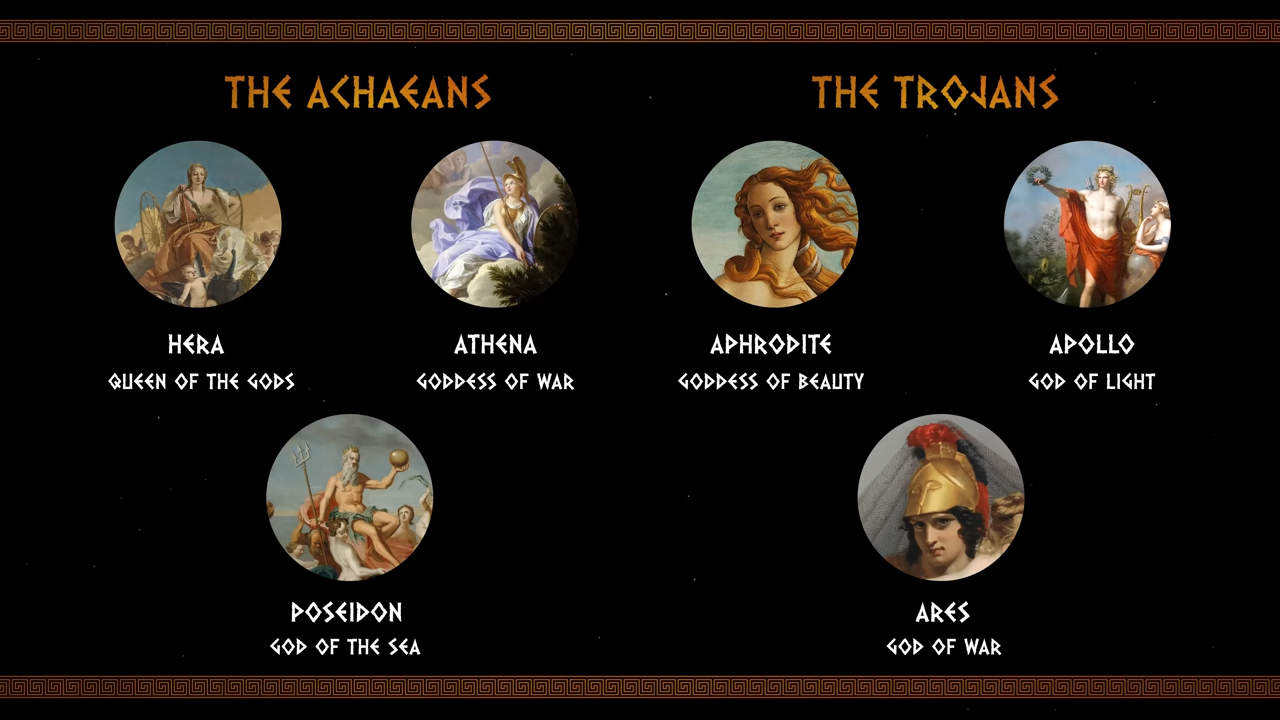 THE ACHAEANS
THE TROJANS
HERA
QUEEN OF THE GODS
ATHENA
GODDESS OF WAR
APHRODITE
GODDESS OF BEAUTY
APOLLO
GOD OF LIGHT
POSEIDON
GOD OF THE SEA
ARES
GOD OF WAR